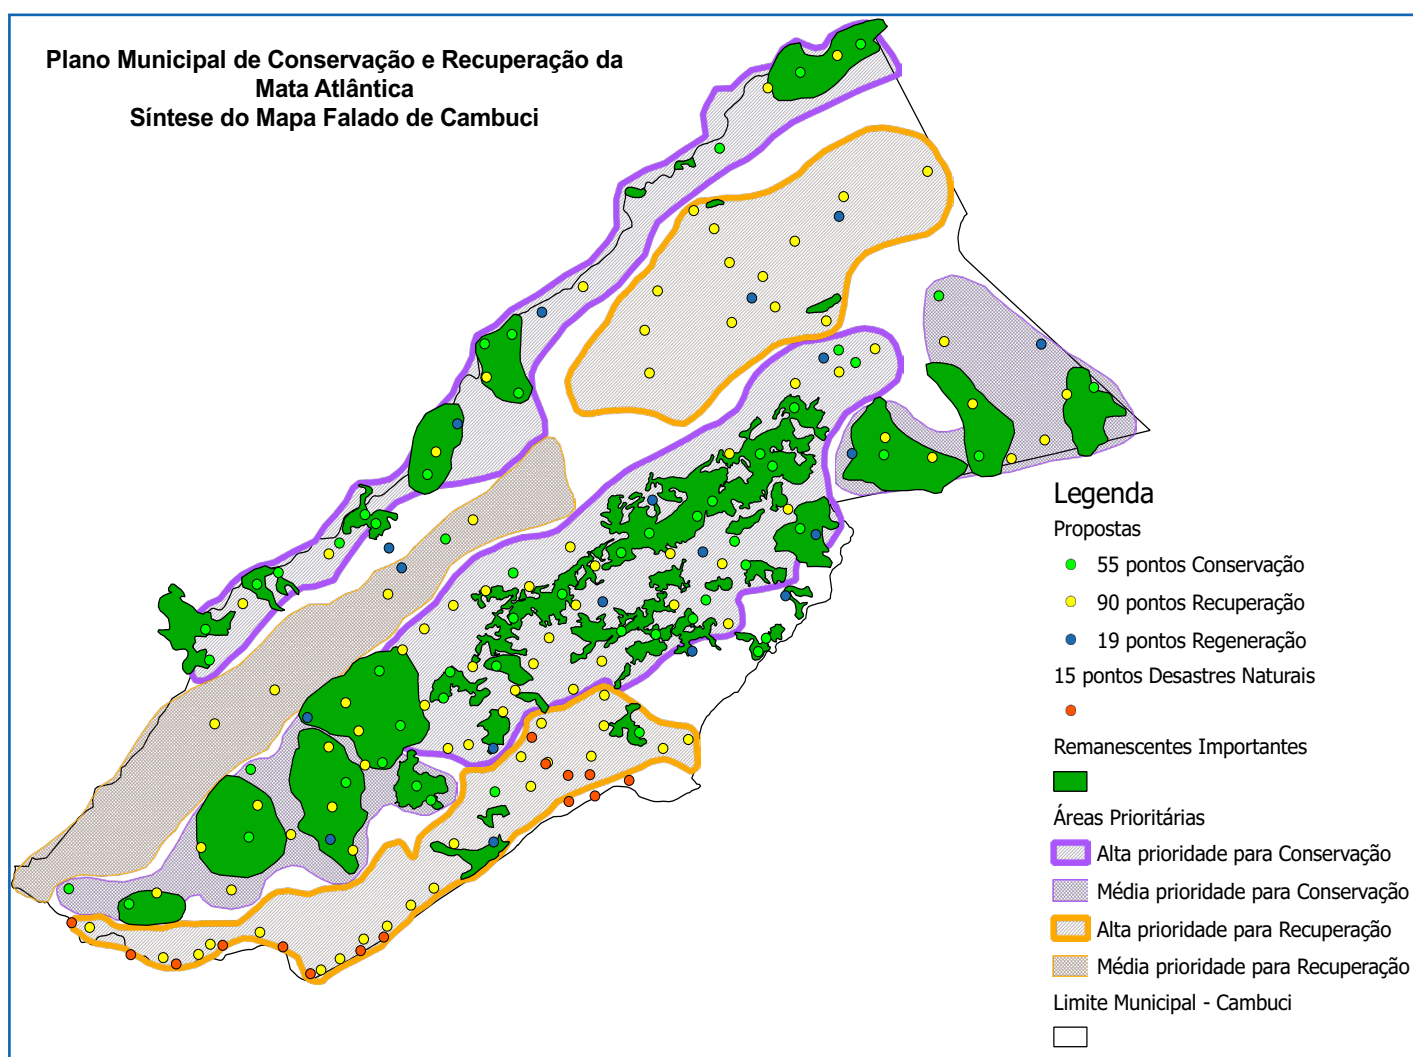 Plano Municipal de Conservação e Recuperação da
Mata Atlântica
Síntese do Mapa Falado de Cambuci
Legenda
Propostas
55 pontos Conservação
90 pontos Recuperação
19 pontos Regeneração
15 pontos Desastres Naturais
Remanescentes Importantes
Áreas Prioritárias
Alta prioridade para Conservação
Média prioridade para Conservação
Alta prioridade para Recuperação
Média prioridade para Recuperação
Limite Municipal - Cambuci